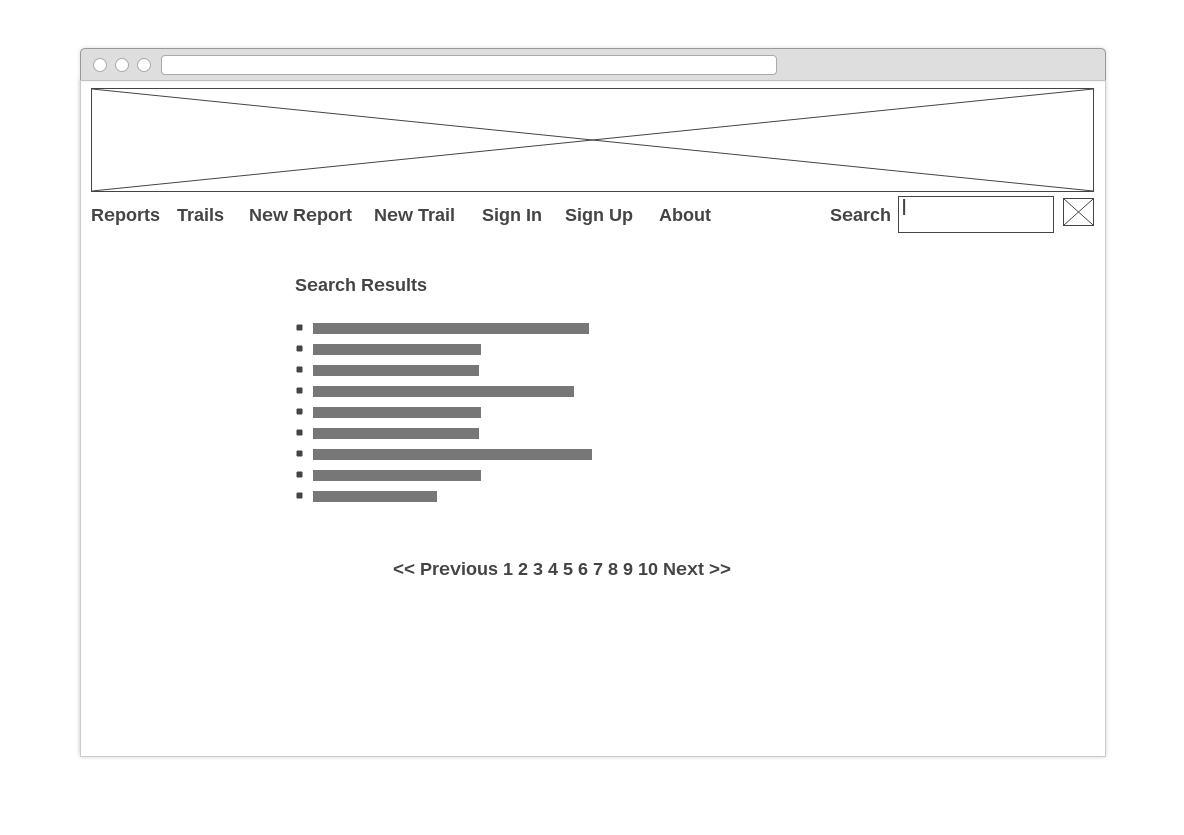 Reports Trails New Report New Trail Sign In Sign Up About Search
Search Results
<< Previous 1 2 3 4 5 6 7 8 9 10 Next >>